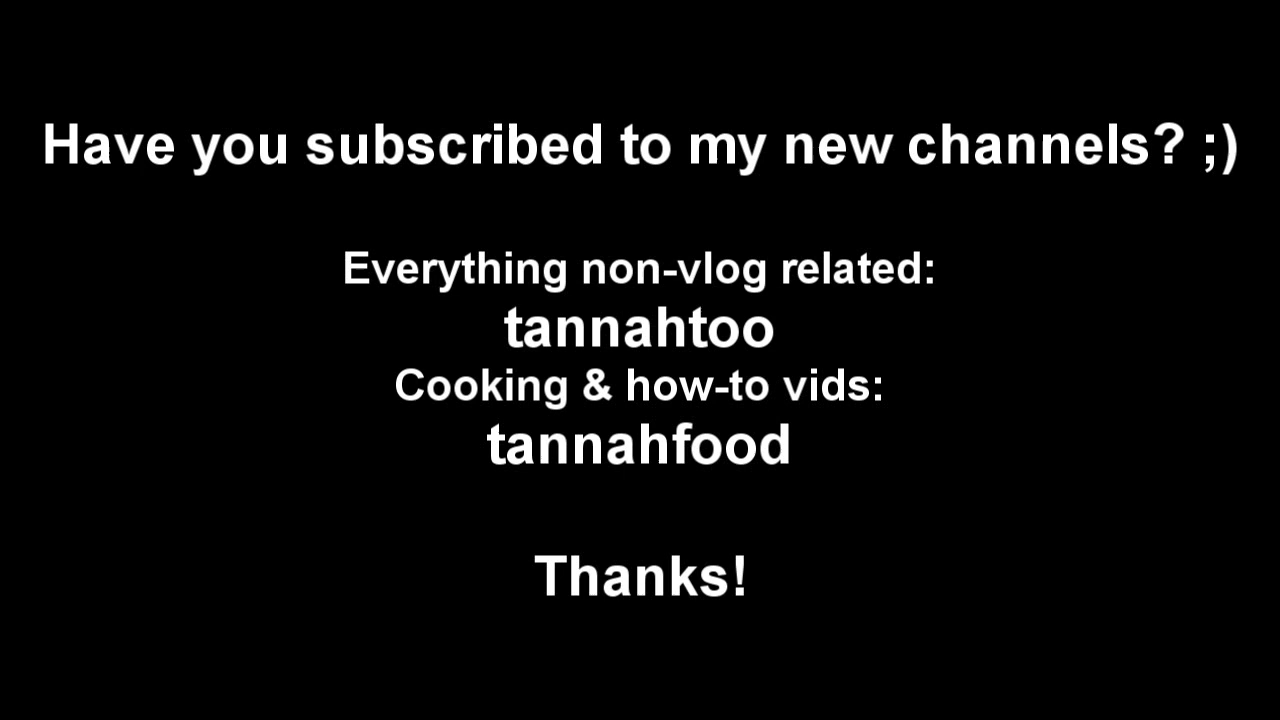 Have you subscribed to my new channels? ;)
Everything non-vlog related:
tannahtoo
Cooking & how-to vids:
tannahfood
Thanks!